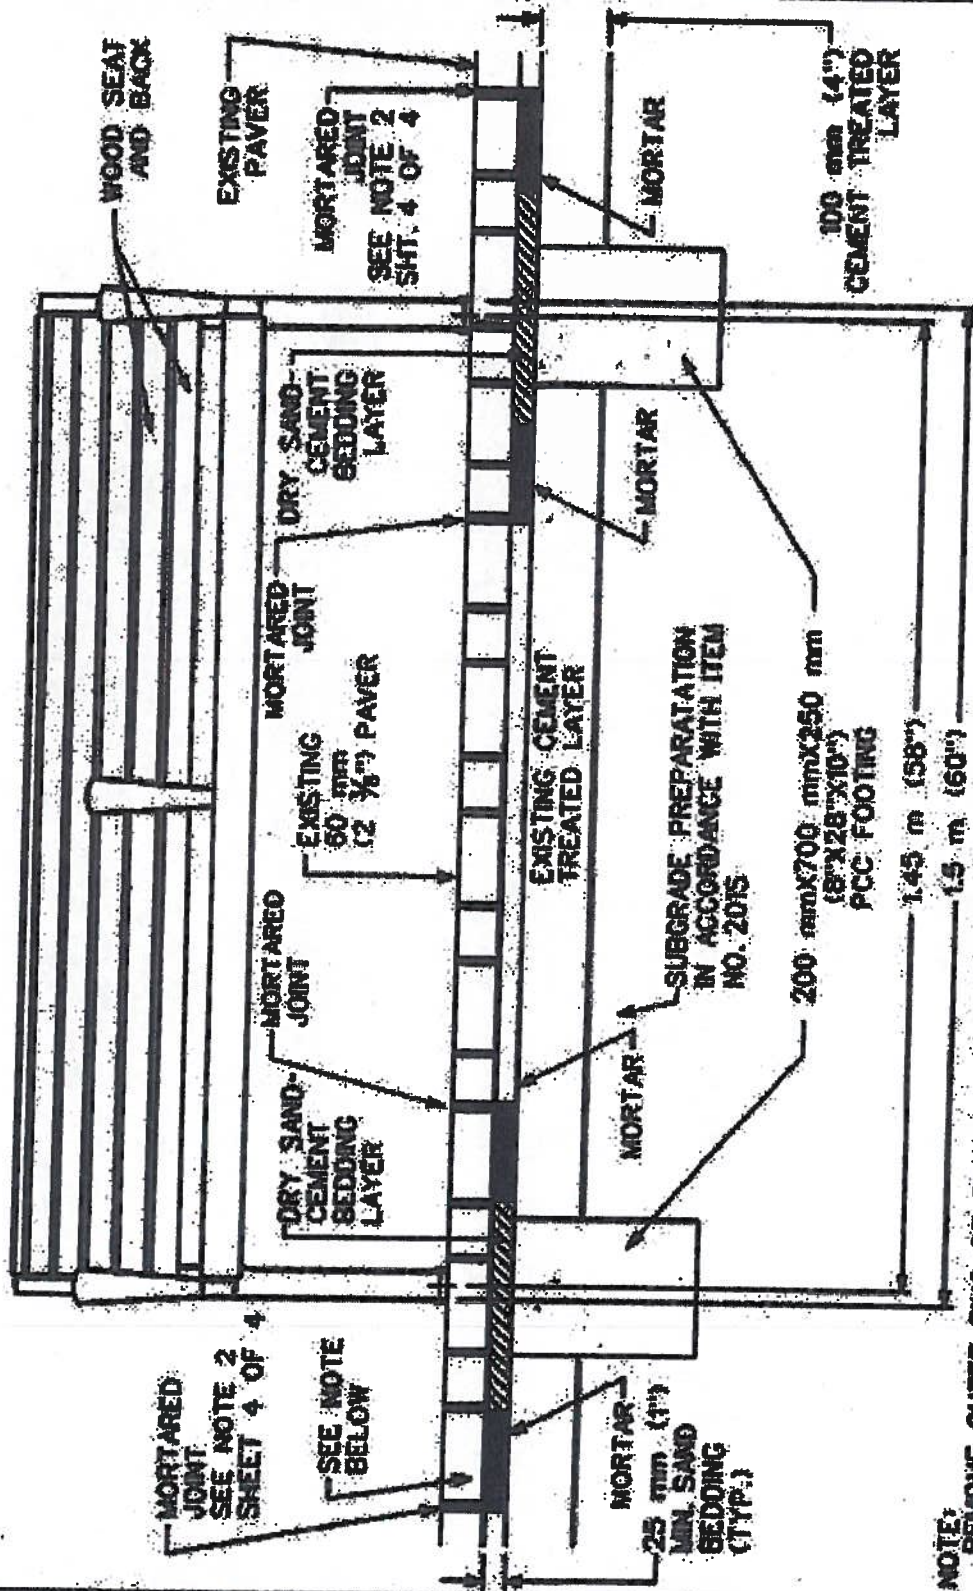 WOOD SEAT
AND BACK
MORTARED
JOINT
SEE NOTE 2
SHEET 4 OF 4
SEE NOTE
BELOW
DRY SAND-
CEMENT
BEDDING
LAYER
MORTARED
JOINT
EXISTING
60 mm
(2 ⅜") PAVER
MORTARED
JOINT
DRY SAND-
CEMENT
BEDDING
LAYER
EXISTING
PAVER
MORTARED
JOINT
SEE NOTE 2
SHT. 4 OF 4
MORTAR
25 mm (1")
MIN. SAND
BEDDING
(TYP.)
MORTAR
EXISTING CEMENT
TREATED LAYER
SUBGRADE PREPARATATION
IN ACCORDANCE WITH ITEM
NO. 2015
MORTAR
MORTAR
100 mm (4")
CEMENT TREATED
LAYER
200 mmX700 mmX250 mm
(8"X28"X10")
PCC FOOTING
1.45 m (58")
1.5 m (60")
NOTE: